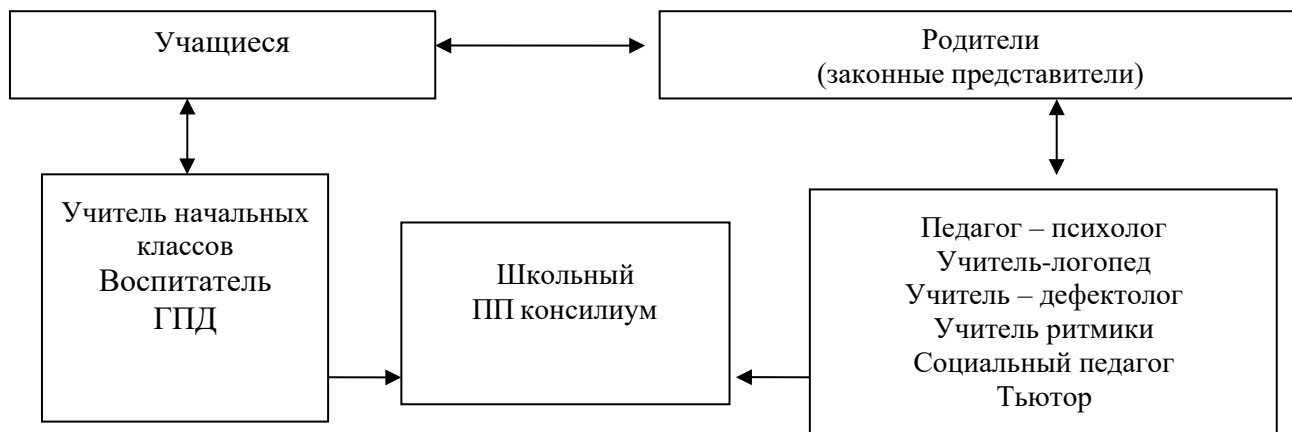 Учащиеся
Родители
(законные представители)
Учитель начальных
классов
Воспитатель
ГПД
Школьный
ПП консилиум
Педагог – психолог
Учитель-логопед
Учитель – дефектолог
Учитель ритмики
Социальный педагог
Тьютор